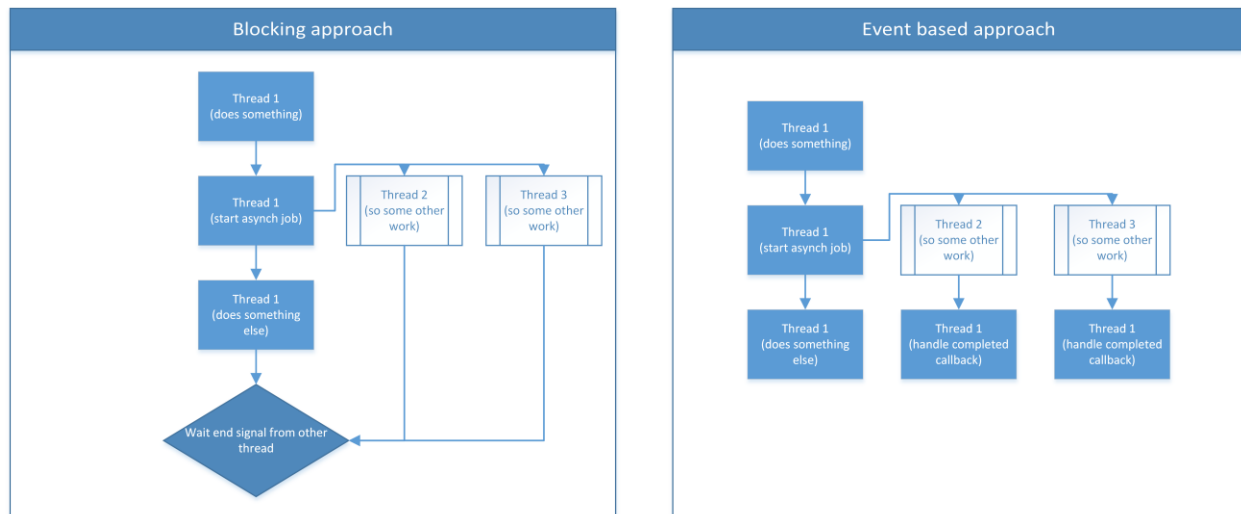 Blocking approach
Thread 1
(does something)
Thread 1
(start asynch job)
Thread 2
(so some other
work)
Thread 3
(so some other
work)
Thread 1
(does something
else)
Wait end signal from other
thread
Event based approach
Thread 1
(does something)
Thread 1
(start asynch job)
Thread 2
(so some other
work)
Thread 3
(so some other
work)
Thread 1
(does something
else)
Thread 1
(handle completed
callback)
Thread 1
(handle completed
callback)